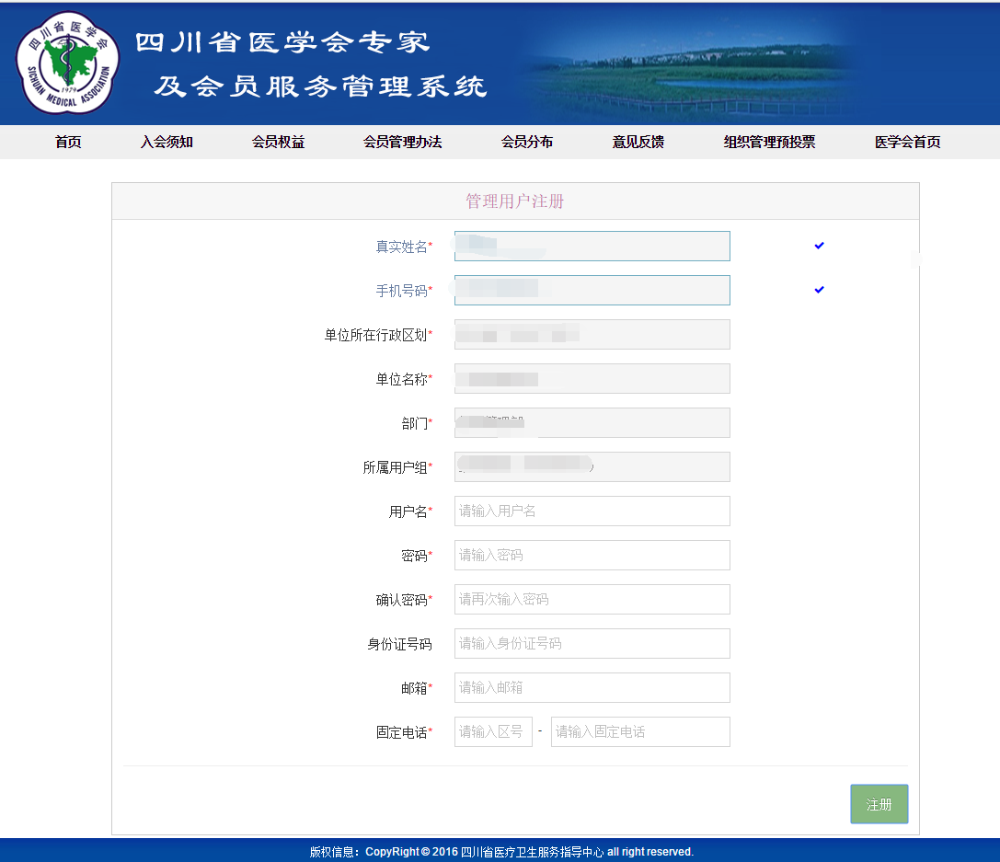 四川省医学会
SICHUAN MEDICAL ASSOCIATION
1979
四川省医学会专家
及会员服务管理系统
首页 入会须知 会员权益 会员管理办法 会员分布 意见反馈 组织管理预投票 医学会首页
管理用户注册
真实姓名*
手机号码*
单位所在行政区划*
单位名称*
部门*
所属用户组* )
用户名* 请输入用户名
密码* 请输入密码
确认密码* 请再次输入密码
身份证号码 请输入身份证号码
邮箱* 请输入邮箱
固定电话* 请输入区号 - 请输入固定电话
注册
版权信息：CopyRight © 2016 四川省医疗卫生服务指导中心 all right reserved.